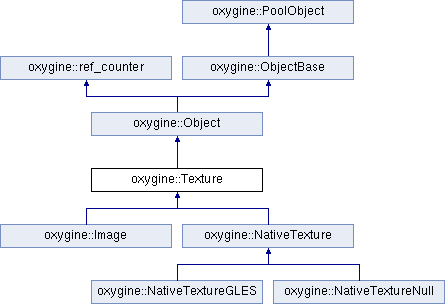 oxygine::PoolObject
oxygine::ref_counter
oxygine::ObjectBase
oxygine::Object
oxygine::Texture
oxygine::Image
oxygine::NativeTexture
oxygine::NativeTextureGLES
oxygine::NativeTextureNull